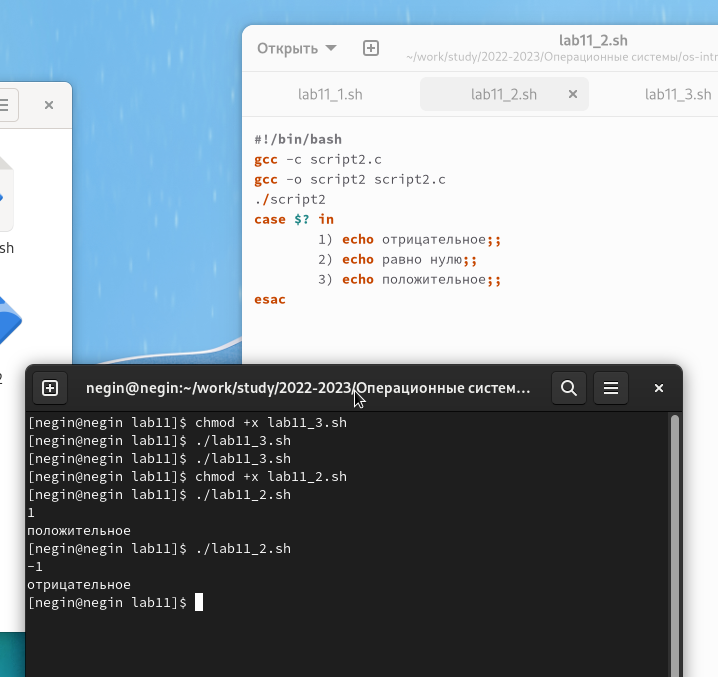 Открыть
lab11_2.sh
~/work/study/2022-2023/Операционные системы/os-intr
lab11_1.sh
lab11_2.sh
lab11_3.sh
#!/bin/bash
gcc -c script2.c
gcc -o script2 script2.c
./script2
case $? in
1) echo отрицательное;;
2) echo равно нулю;;
3) echo положительное;;
esac
sh
2
negin@negin:~/work/study/2022-2023/Операционные систем...
[negin@negin lab11]$ chmod +x lab11_3.sh
[negin@negin lab11]$ ./lab11_3.sh
[negin@negin lab11]$ ./lab11_3.sh
[negin@negin lab11]$ chmod +x lab11_2.sh
[negin@negin lab11]$ ./lab11_2.sh
1
положительное
[negin@negin lab11]$ ./lab11_2.sh
-1
отрицательное
[negin@negin lab11]$